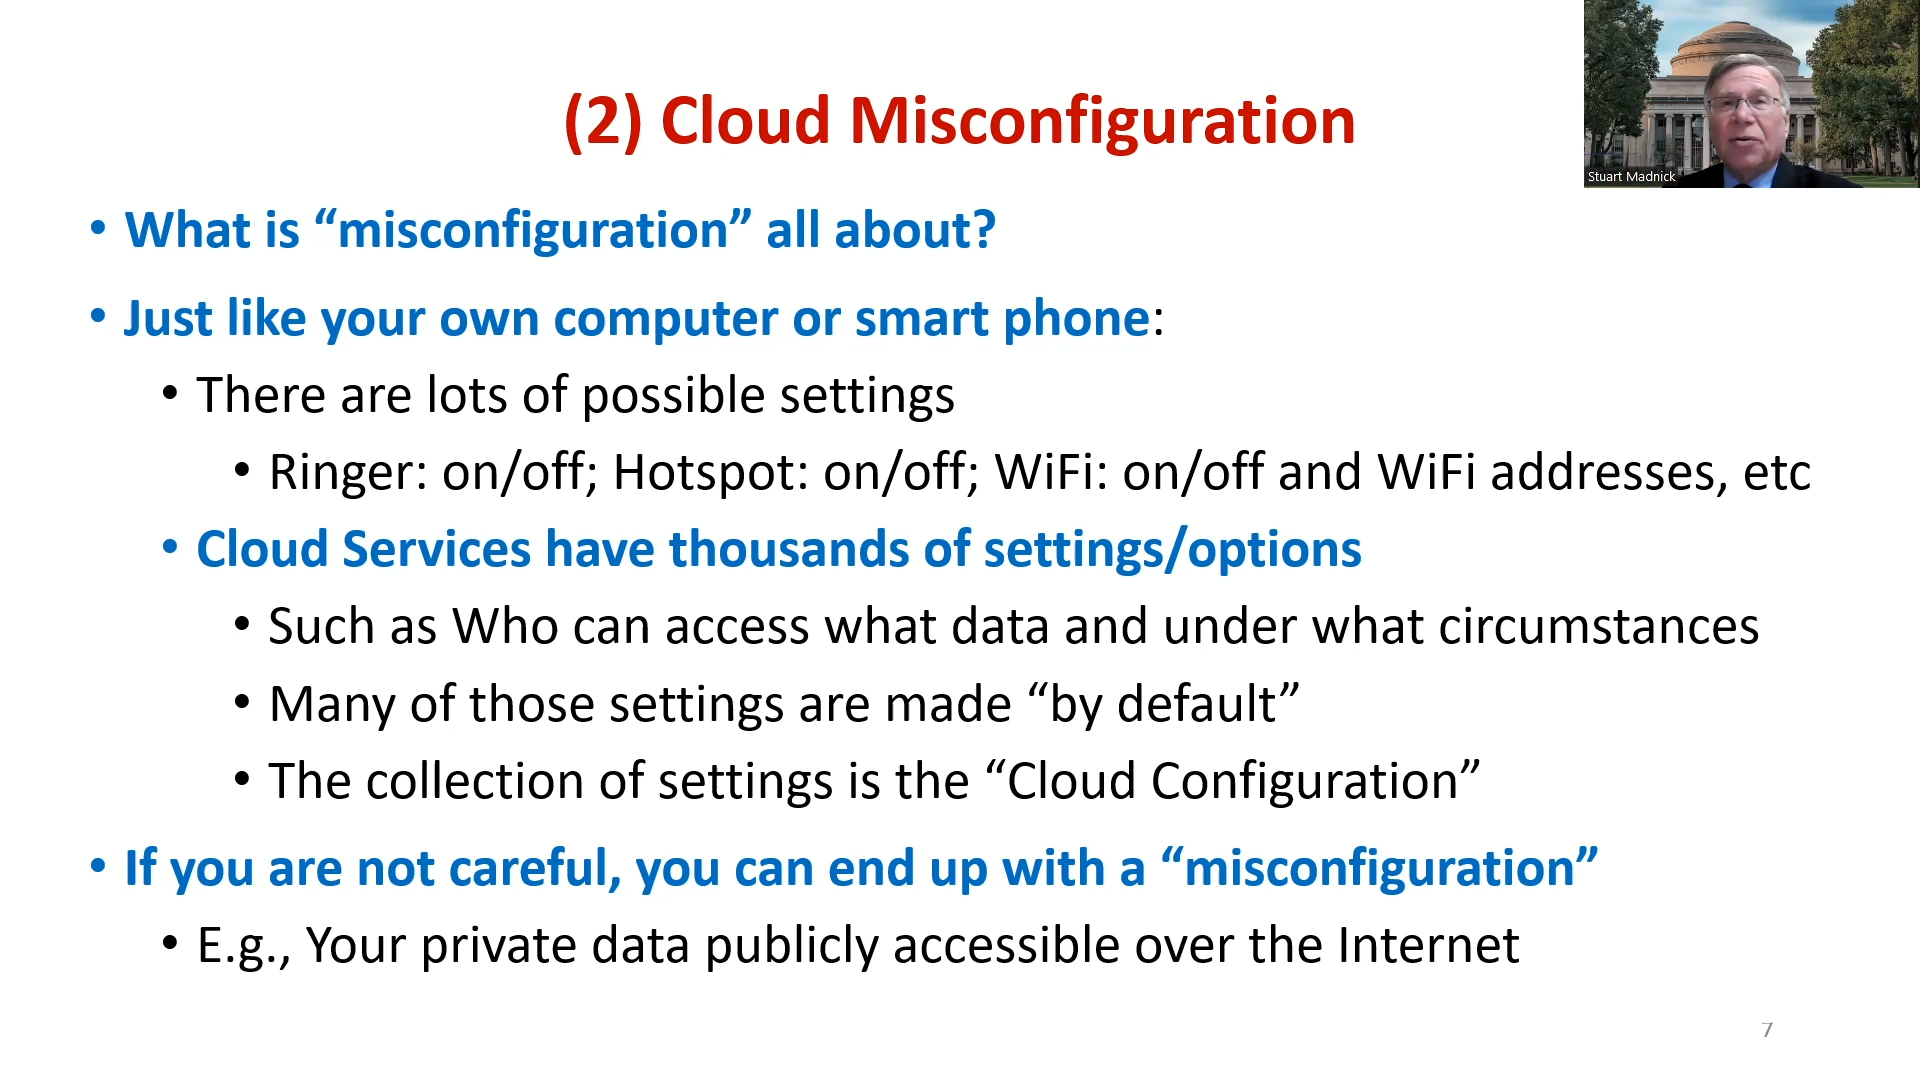 (2) Cloud Misconfiguration
Stuart Madnick
• What is “misconfiguration” all about?
• Just like your own computer or smart phone:
• There are lots of possible settings
• Ringer: on/off; Hotspot: on/off; WiFi: on/off and WiFi addresses, etc
• Cloud Services have thousands of settings/options
• Such as Who can access what data and under what circumstances
• Many of those settings are made “by default”
• The collection of settings is the “Cloud Configuration”
• If you are not careful, you can end up with a “misconfiguration”
• E.g., Your private data publicly accessible over the Internet
7